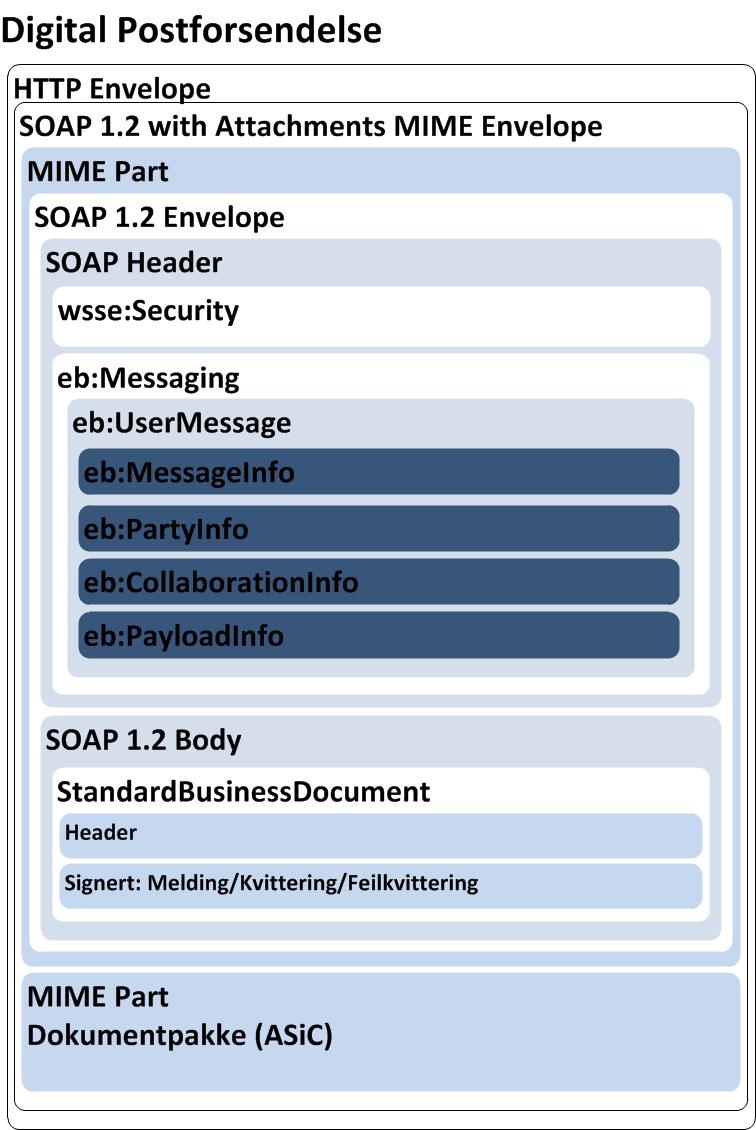 Digital Postforsendelse
HTTP Envelope
SOAP 1.2 with Attachments MIME Envelope
MIME Part
SOAP 1.2 Envelope
SOAP Header
wsse:Security
eb:Messaging
eb:UserMessage
eb:MessageInfo
eb:PartyInfo
eb:CollaborationInfo
eb:PayloadInfo
SOAP 1.2 Body
StandardBusinessDocument
Header
Signert: Melding/Kvittering/Feilkvittering
MIME Part
Dokumentpakke (ASiC)